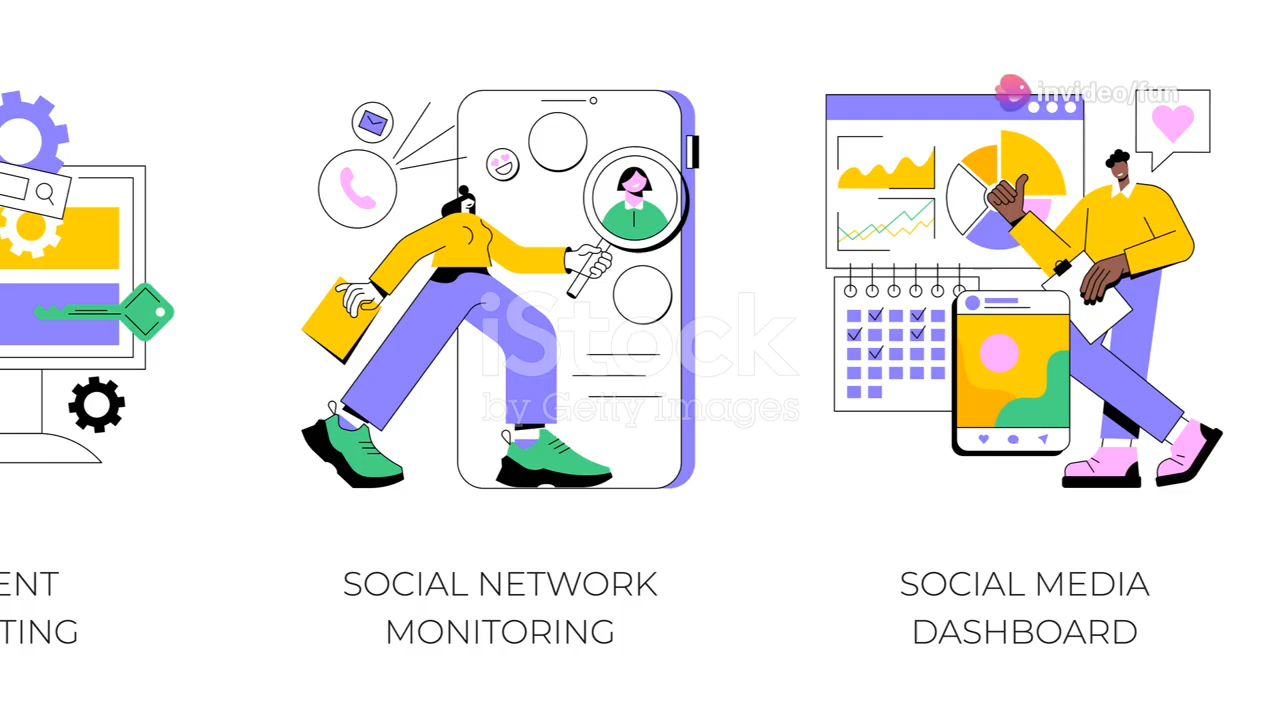 invideo/fun
iStock
by Getty Images
ENT
TING
SOCIAL NETWORK
MONITORING
SOCIAL MEDIA
DASHBOARD